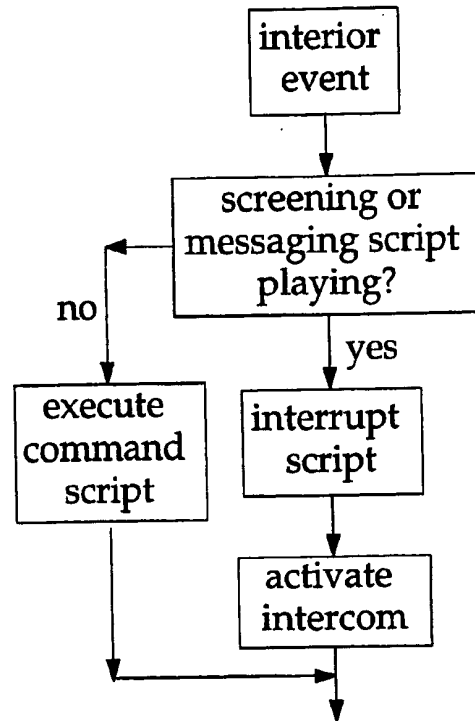 interior
event
screening or
messaging script
playing?
no
yes
execute
command
script
interrupt
script
activate
intercom